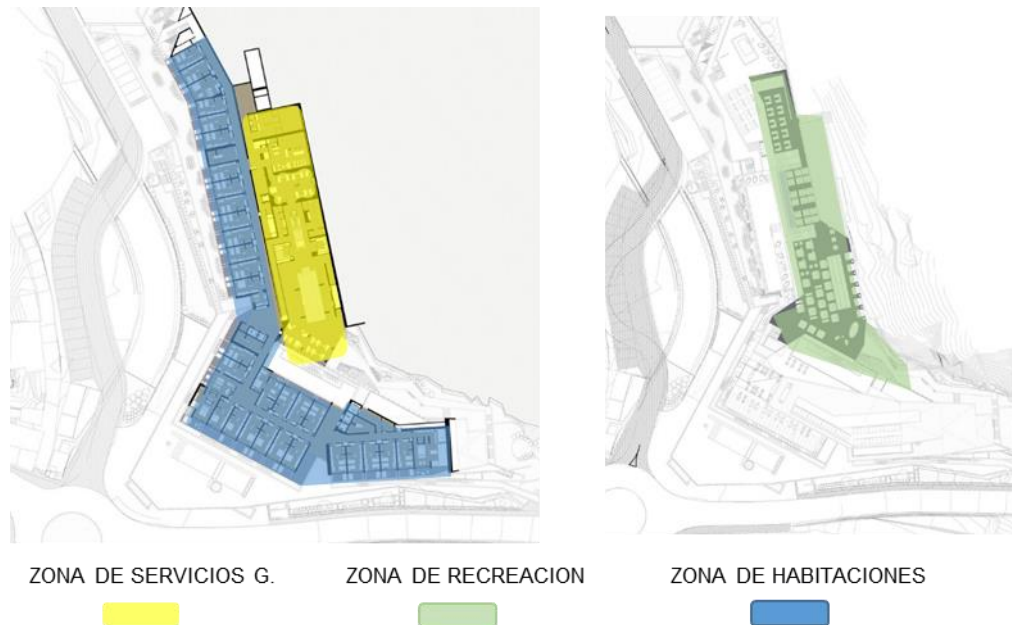 ZONA DE SERVICIOS G.
ZONA DE RECREACION
ZONA DE HABITACIONES